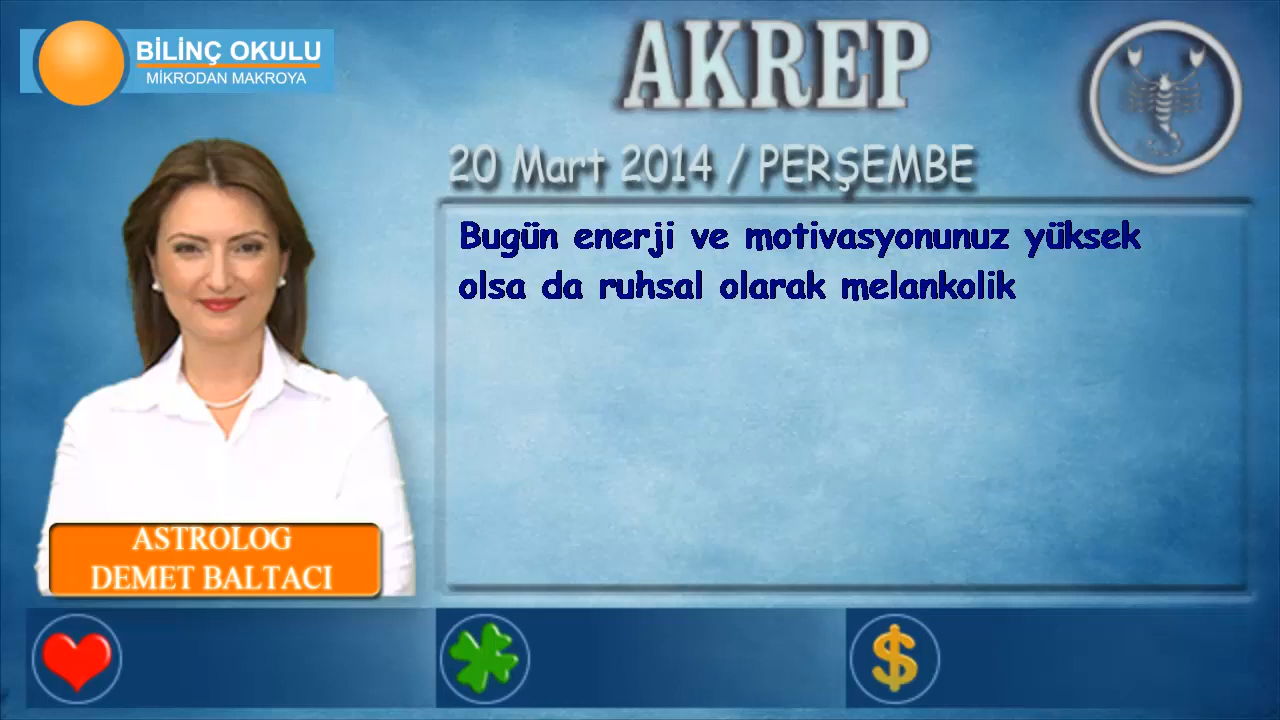 BİLİNÇ OKULU
MİKRODAN MAKROYA
AKREP
20 Mart 2014 / PERŞEMBE
Bugün enerji ve motivasyonunuz yüksek
olsa da ruhsal olarak melankolik
ASTROLOG
DEMET BALTACI
$